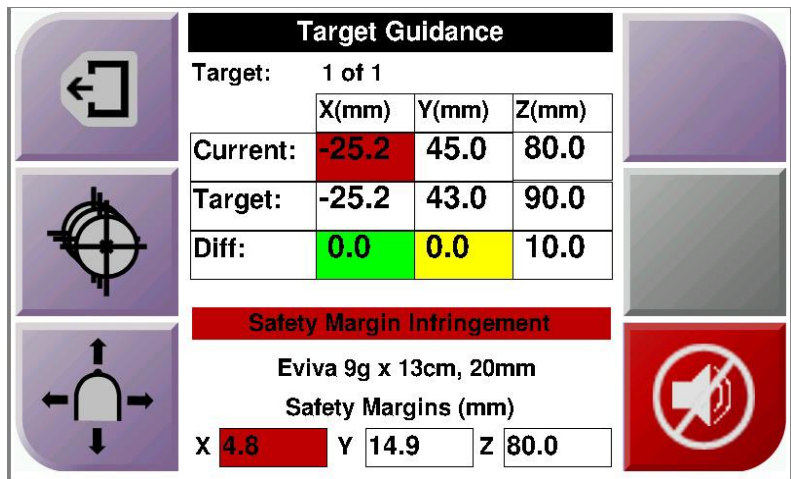 Target Guidance
Target: 1 of 1
X(mm) Y(mm) Z(mm)
Current: -25.2 45.0 80.0
Target: -25.2 43.0 90.0
Diff: 0.0 0.0 10.0
Safety Margin Infringement
Eviva 9g x 13cm, 20mm
Safety Margins (mm)
X 4.8 Y 14.9 Z 80.0